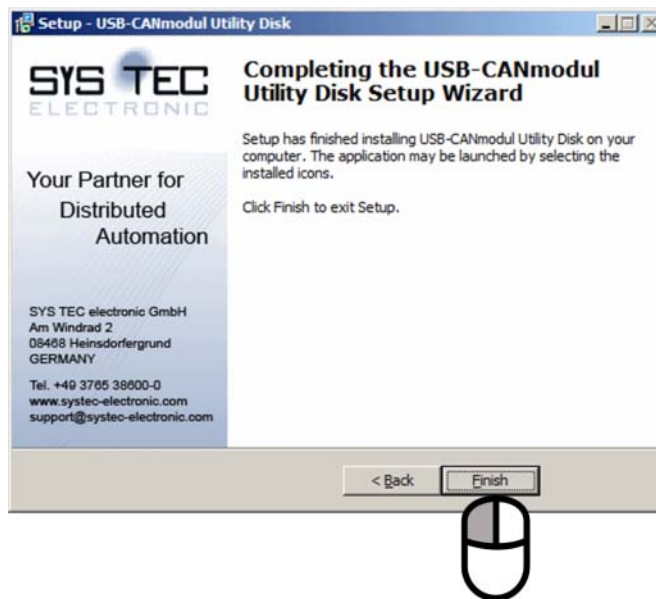 Setup - USB-CANmodul Utility Disk
SYS TEC
ELECTRONIC
Your Partner for
Distributed
Automation
SYS TEC electronic GmbH
Am Windrad 2
08468 Heinsdorfergrund
GERMANY
Tel. +49 3765 38600-0
www.systec-electronic.com
support@systec-electronic.com
Completing the USB-CANmodul
Utility Disk Setup Wizard
Setup has finished installing USB-CANmodul Utility Disk on your
computer. The application may be launched by selecting the
installed icons.
Click Finish to exit Setup.
< Back
Finish